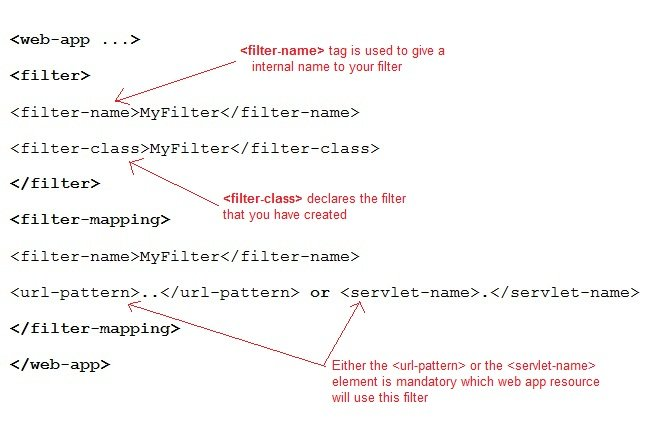 <web-app ...>
<filter-name> tag is used to give a
internal name to your filter
<filter>
<filter-name>MyFilter</filter-name>
<filter-class>MyFilter</filter-class>
</filter>
<filter-class> declares the filter
that you have created
<filter-mapping>
<filter-name>MyFilter</filter-name>
<url-pattern>..</url-pattern> or <servlet-name>.</servlet-name>
</filter-mapping>
</web-app>
Either the <url-pattern> or the <servlet-name>
element is mandatory which web app resource
will use this filter